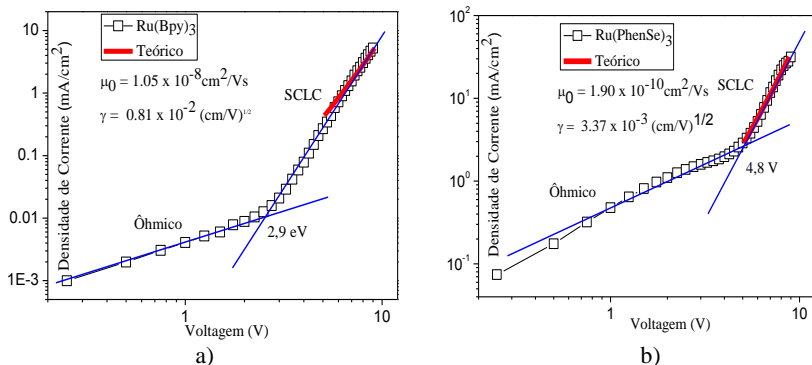 Densidade de Corrente (mA/cm²)
10
1
0.1
0.01
1E-3
Ru(Bpy)₃
Teórico
μ₀ = 1.05 x 10⁻⁸cm²/Vs
SCLC
γ = 0.81 x 10⁻² (cm/V)¹/²
Ôhmico
2,9 eV
1
10
Voltagem (V)
a)
Densidade de Corrente (mA/cm²)
10²
10¹
10⁰
10⁻¹
Ru(PhenSe)₃
Teórico
μ₀ = 1.90 x 10⁻¹⁰cm²/Vs
SCLC
γ = 3.37 x 10⁻³ (cm/V)¹/²
Ôhmico
4,8 V
1
10
Voltagem (V)
b)